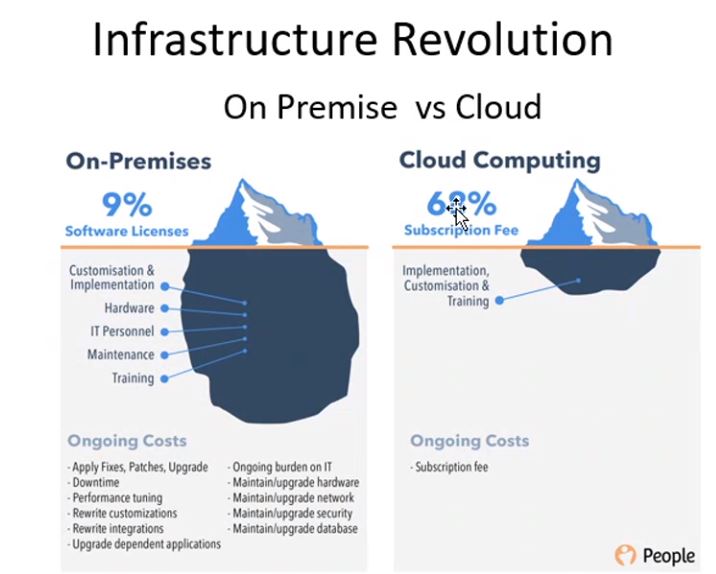 Infrastructure Revolution
On Premise vs Cloud
On-Premises
9%
Software Licenses
Customisation &
Implementation
Hardware
IT Personnel
Maintenance
Training
Ongoing Costs
- Apply Fixes, Patches, Upgrade
- Downtime
- Performance tuning
- Rewrite customizations
- Rewrite integrations
- Upgrade dependent applications
- Ongoing burden on IT
- Maintain/upgrade hardware
- Maintain/upgrade network
- Maintain/upgrade security
- Maintain/upgrade database
Cloud Computing
Subscription Fee
Implementation,
Customisation &
Training
Ongoing Costs
- Subscription fee
People